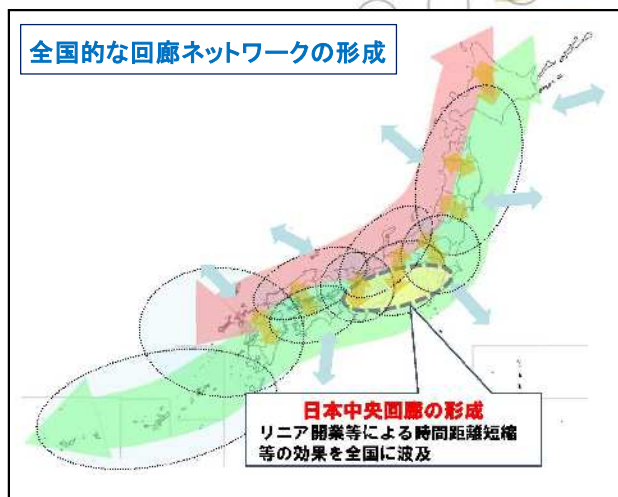 全国的な回廊ネットワークの形成
日本中央回廊の形成
リニア開業等による時間距離短縮
等の効果を全国に波及